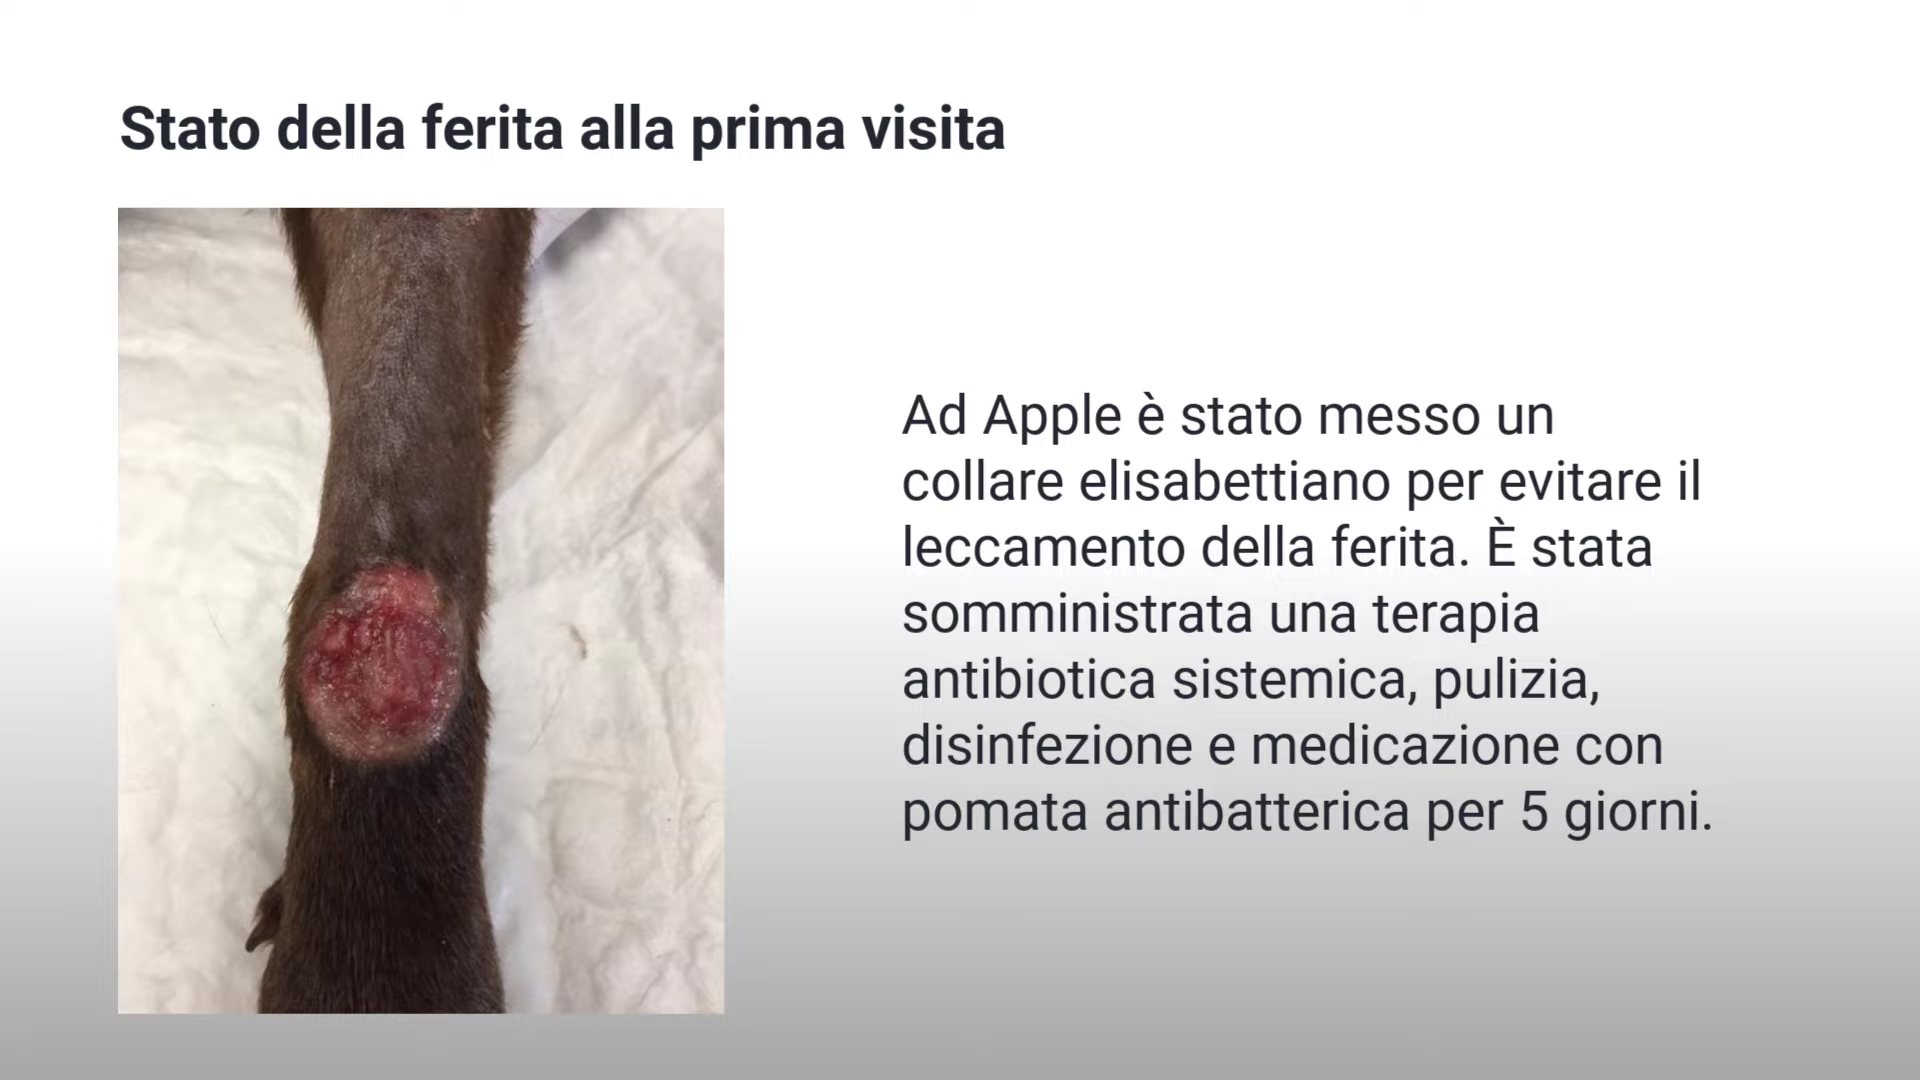 Stato della ferita alla prima visita
Ad Apple è stato messo un
collare elisabettiano per evitare il
leccamento della ferita. È stata
somministrata una terapia
antibiotica sistemica, pulizia,
disinfezione e medicazione con
pomata antibatterica per 5 giorni.